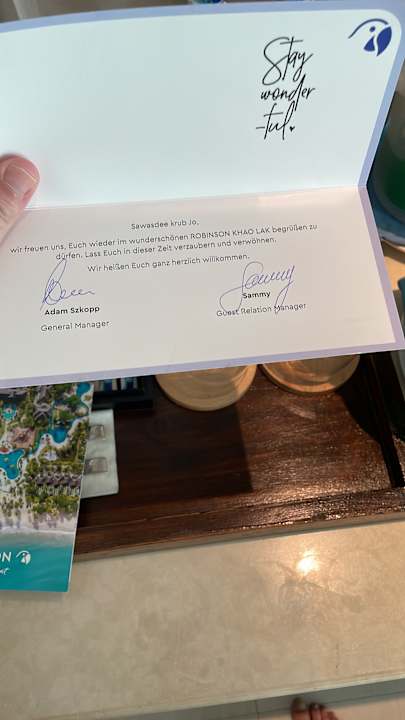 Stay
wonder
-ful
Sawasdee krub Jo,
wir freuen uns, Euch wieder im wunderschönen ROBINSON KHAO LAK begrüßen zu
dürfen. Lass Euch in dieser Zeit verzaubern und verwöhnen.
Wir heißen Euch ganz herzlich willkommen.
Sammy
Adam Szkopp
Sammy
General Manager
Guest Relation Manager
ON